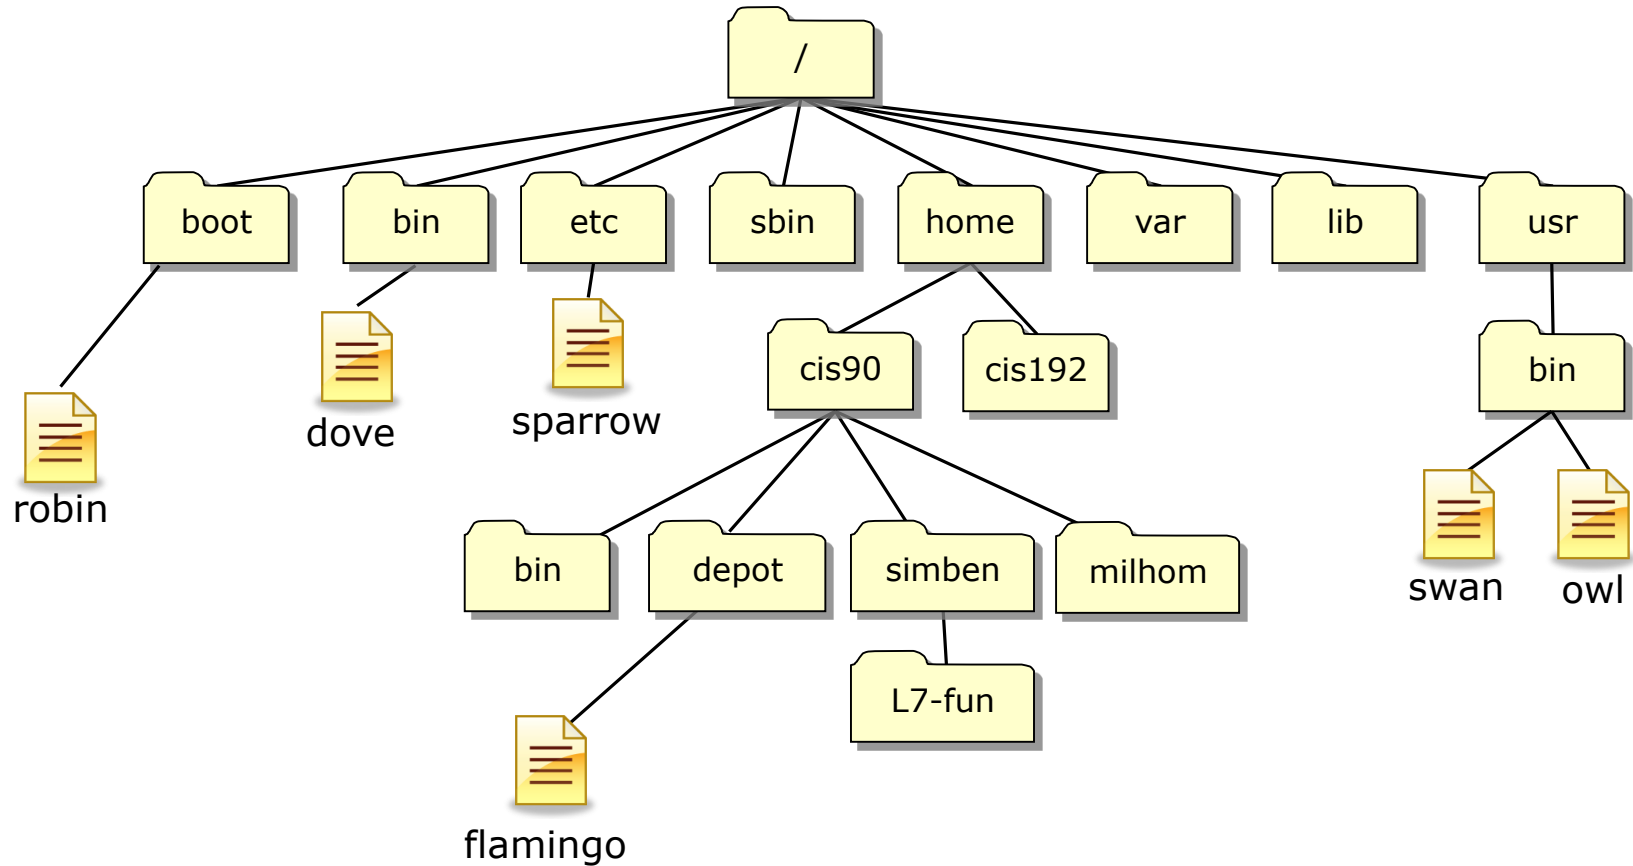 /
boot
bin
etc
sbin
home
var
lib
usr
robin
dove
sparrow
cis90
cis192
bin
swan
owl
bin
depot
simben
milhom
L7-fun
flamingo